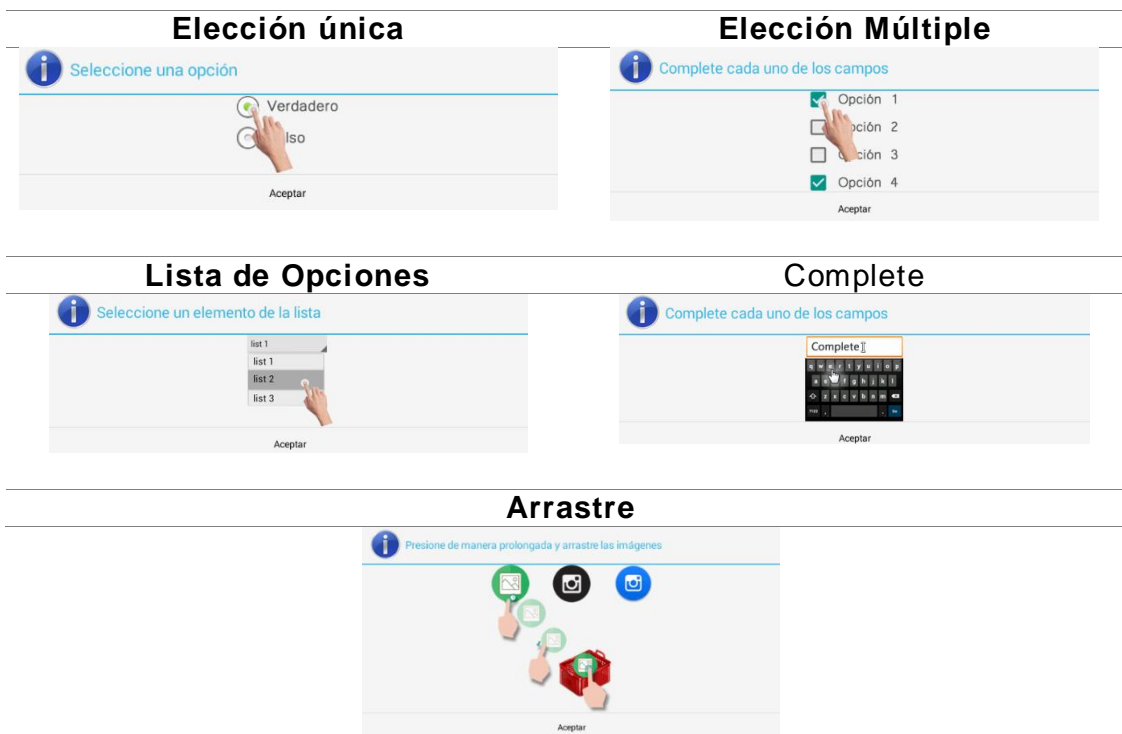 Elección única
Seleccione una opción
Verdadero
lso
Aceptar
Elección Múltiple
Complete cada uno de los campos
Opción 1
pción 2
ción 3
Opción 4
Aceptar
Lista de Opciones
Seleccione un elemento de la lista
list 1
list 1
list 2
list 3
Aceptar
Complete
Complete cada uno de los campos
Complete
q w e r t y u i o p
Aceptar
Arrastre
Presione de manera prolongada y arrastre las imágenes
Aceptar